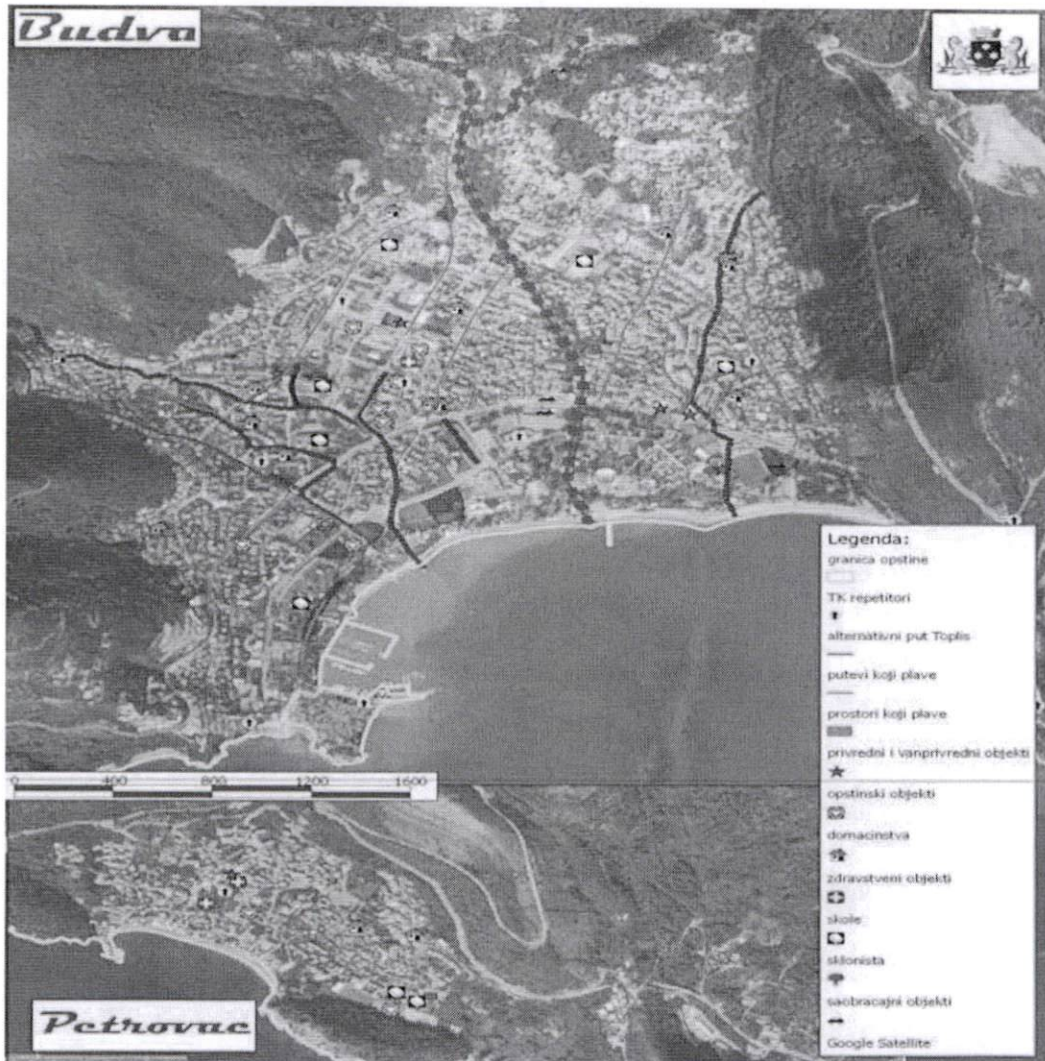 Budva
0 400 800 1200 1600
Legenda:
granica opstine
TK repetitori
alternativni put Toplis
putevi koji plave
prostori koji plave
privredni i vanprivredni objekti
opstinski objekti
domacinstva
zdravstveni objekti
skole
sklonista
saobracajni objekti
Google Satellite
Petrovac